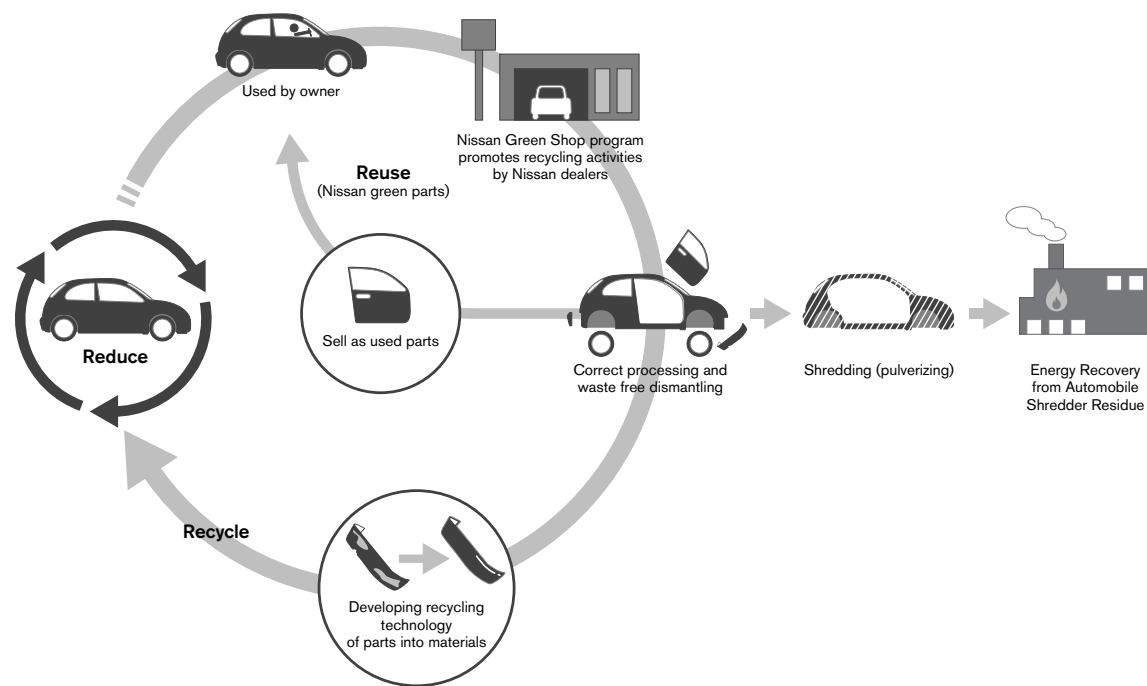 Used by owner
Nissan Green Shop program
promotes recycling activities
by Nissan dealers
Reuse
(Nissan green parts)
Sell as used parts
Reduce
Correct processing and
waste free dismantling
Shredding (pulverizing)
Energy Recovery
from Automobile
Shredder Residue
Recycle
Developing recycling
technology
of parts into materials